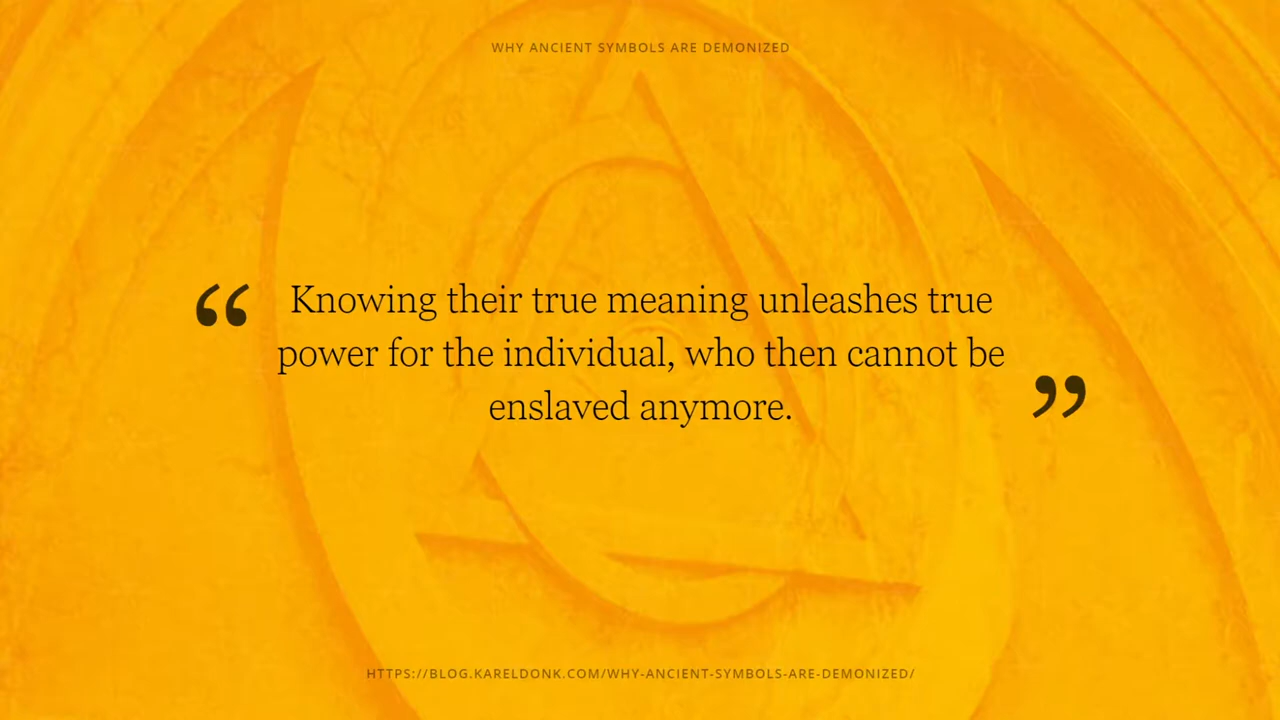 WHY ANCIENT SYMBOLS ARE DEMONIZED
“ Knowing their true meaning unleashes true
power for the individual, who then cannot be
enslaved anymore. ”
HTTPS://BLOG.KARELDONK.COM/WHY-ANCIENT-SYMBOLS-ARE-DEMONIZED/